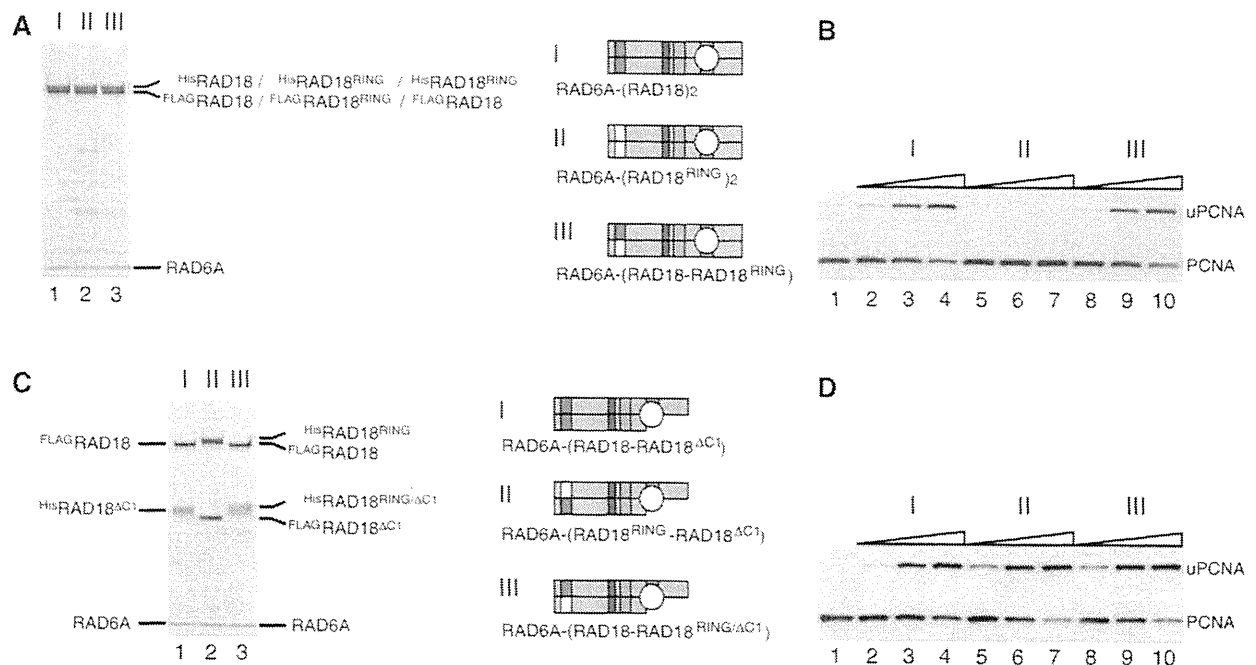 A
I II III
HisRAD18 / HisRAD18RING / HisRAD18RING
FLAGRAD18 / FLAGRAD18RING / FLAGRAD18
RAD6A
1 2 3
I
RAD6A-(RAD18)2
II
RAD6A-(RAD18RING)2
III
RAD6A-(RAD18-RAD18RING)
B
I II III
uPCNA
PCNA
1 2 3 4 5 6 7 8 9 10
C
I II III
FLAGRAD18
HisRAD18RING
FLAGRAD18
HisRAD18ΔC1
HisRAD18RING/ΔC1
FLAGRAD18ΔC1
RAD6A
RAD6A
1 2 3
I
RAD6A-(RAD18-RAD18ΔC1)
II
RAD6A-(RAD18RING-RAD18ΔC1)
III
RAD6A-(RAD18-RAD18RING/ΔC1)
D
I II III
uPCNA
PCNA
1 2 3 4 5 6 7 8 9 10